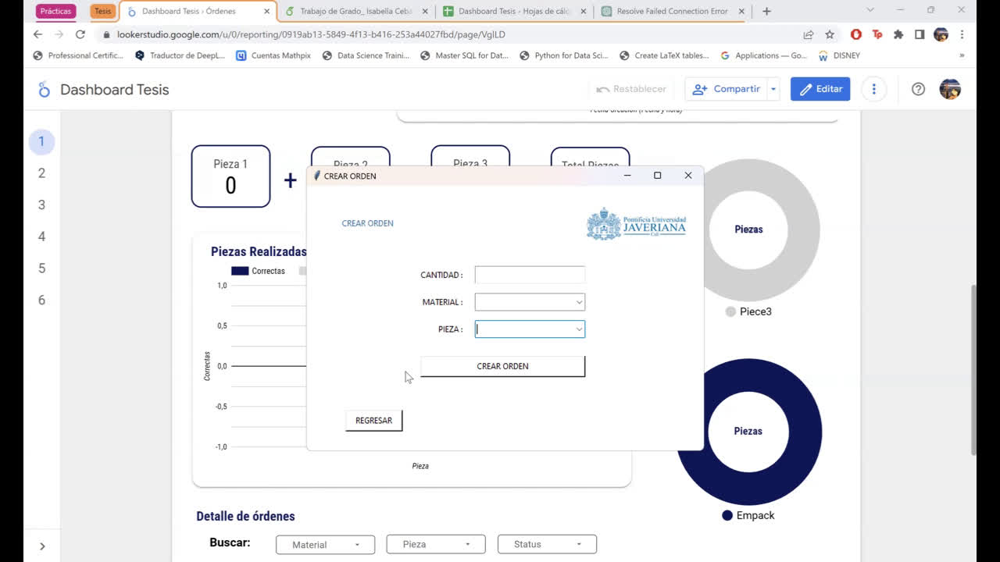 Prácticas
Tesis
Dashboard Tesis › Órdenes
Trabajo de Grado_ Isabella Ceba
Dashboard Tesis - Hojas de cálc
Resolve Failed Connection Error
lookerstudio.google.com/u/0/reporting/0919ab13-5849-4f13-b416-253a44027fbd/page/VglLD
Professional Certific...
Traductor de DeepL...
Cuentas Mathpix
Data Science Traini...
Master SQL for Dat...
Python for Data Sci...
Create LaTeX tables...
Applications — Go...
DISNEY
»
Dashboard Tesis
Restablecer
Compartir
Editar
Fecha Creación (Fecha y hora)
1
2
3
4
5
6
Pieza 1
0
+
Pieza 2
Pieza 3
Total Piezas
CREAR ORDEN
CREAR ORDEN
Pontificia Universidad
JAVERIANA
Cali
CANTIDAD :
MATERIAL :
PIEZA :
CREAR ORDEN
REGRESAR
Piezas Realizadas
Correctas
1,0
0,5
0,0
-0,5
-1,0
Correctas
Pieza
Piezas
Piece3
Piezas
Empack
Detalle de órdenes
Buscar:
Material
Pieza
Status